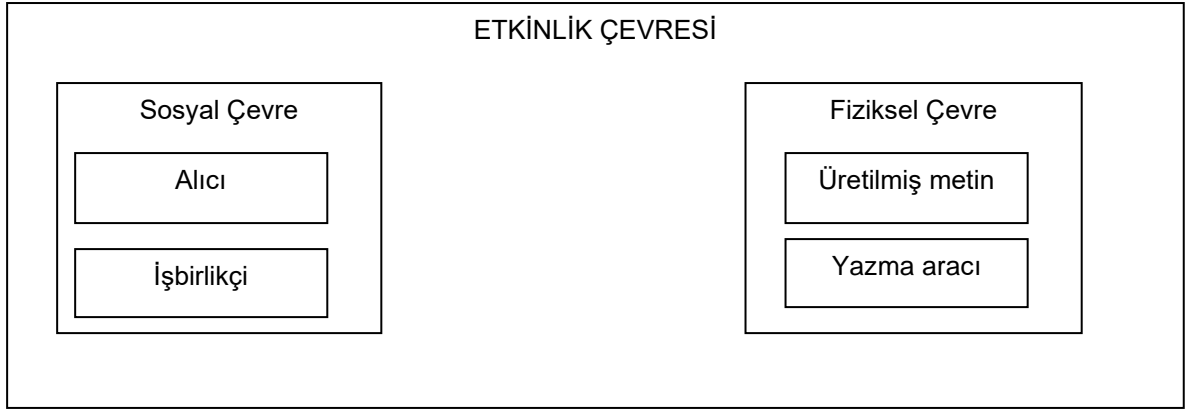 ETKİNLİK ÇEVRESİ
Sosyal Çevre
Alıcı
İşbirlikçi
Fiziksel Çevre
Üretilmiş metin
Yazma aracı